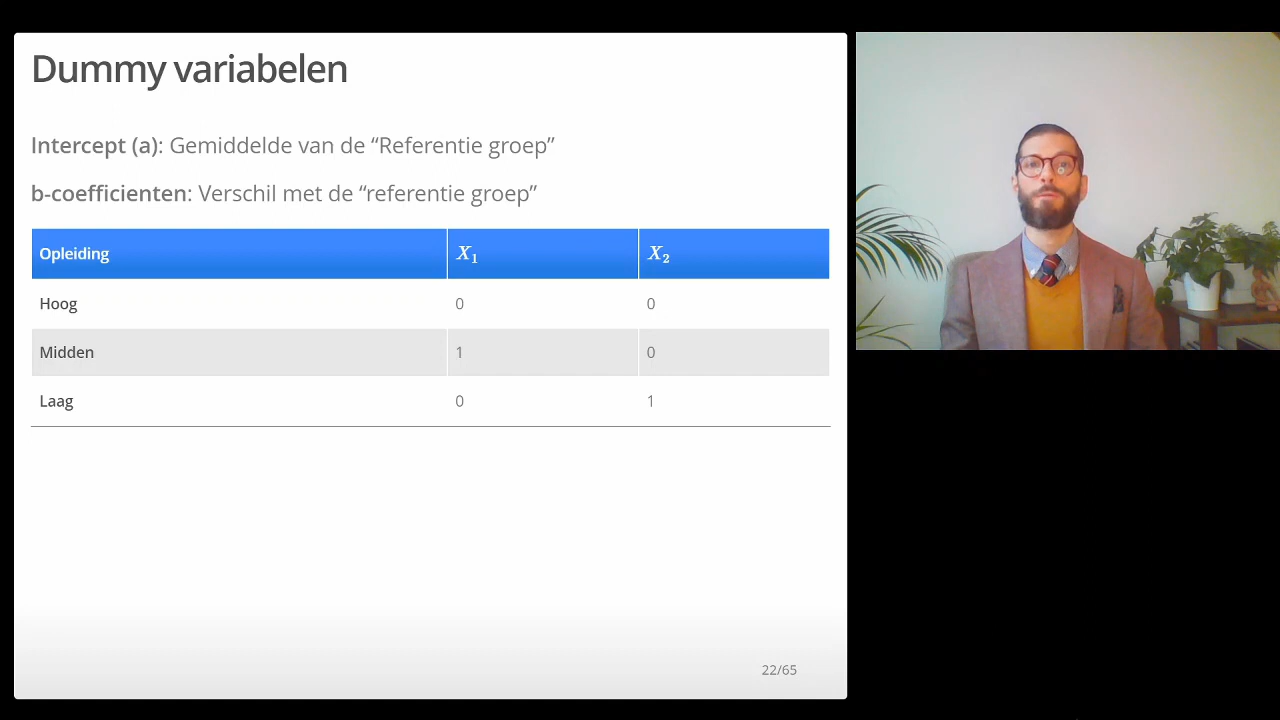 Dummy variabelen
Intercept (a): Gemiddelde van de “Referentie groep”
b-coefficienten: Verschil met de “referentie groep”
Opleiding X₁ X₂
Hoog 0 0
Midden 1 0
Laag 0 1
22/65